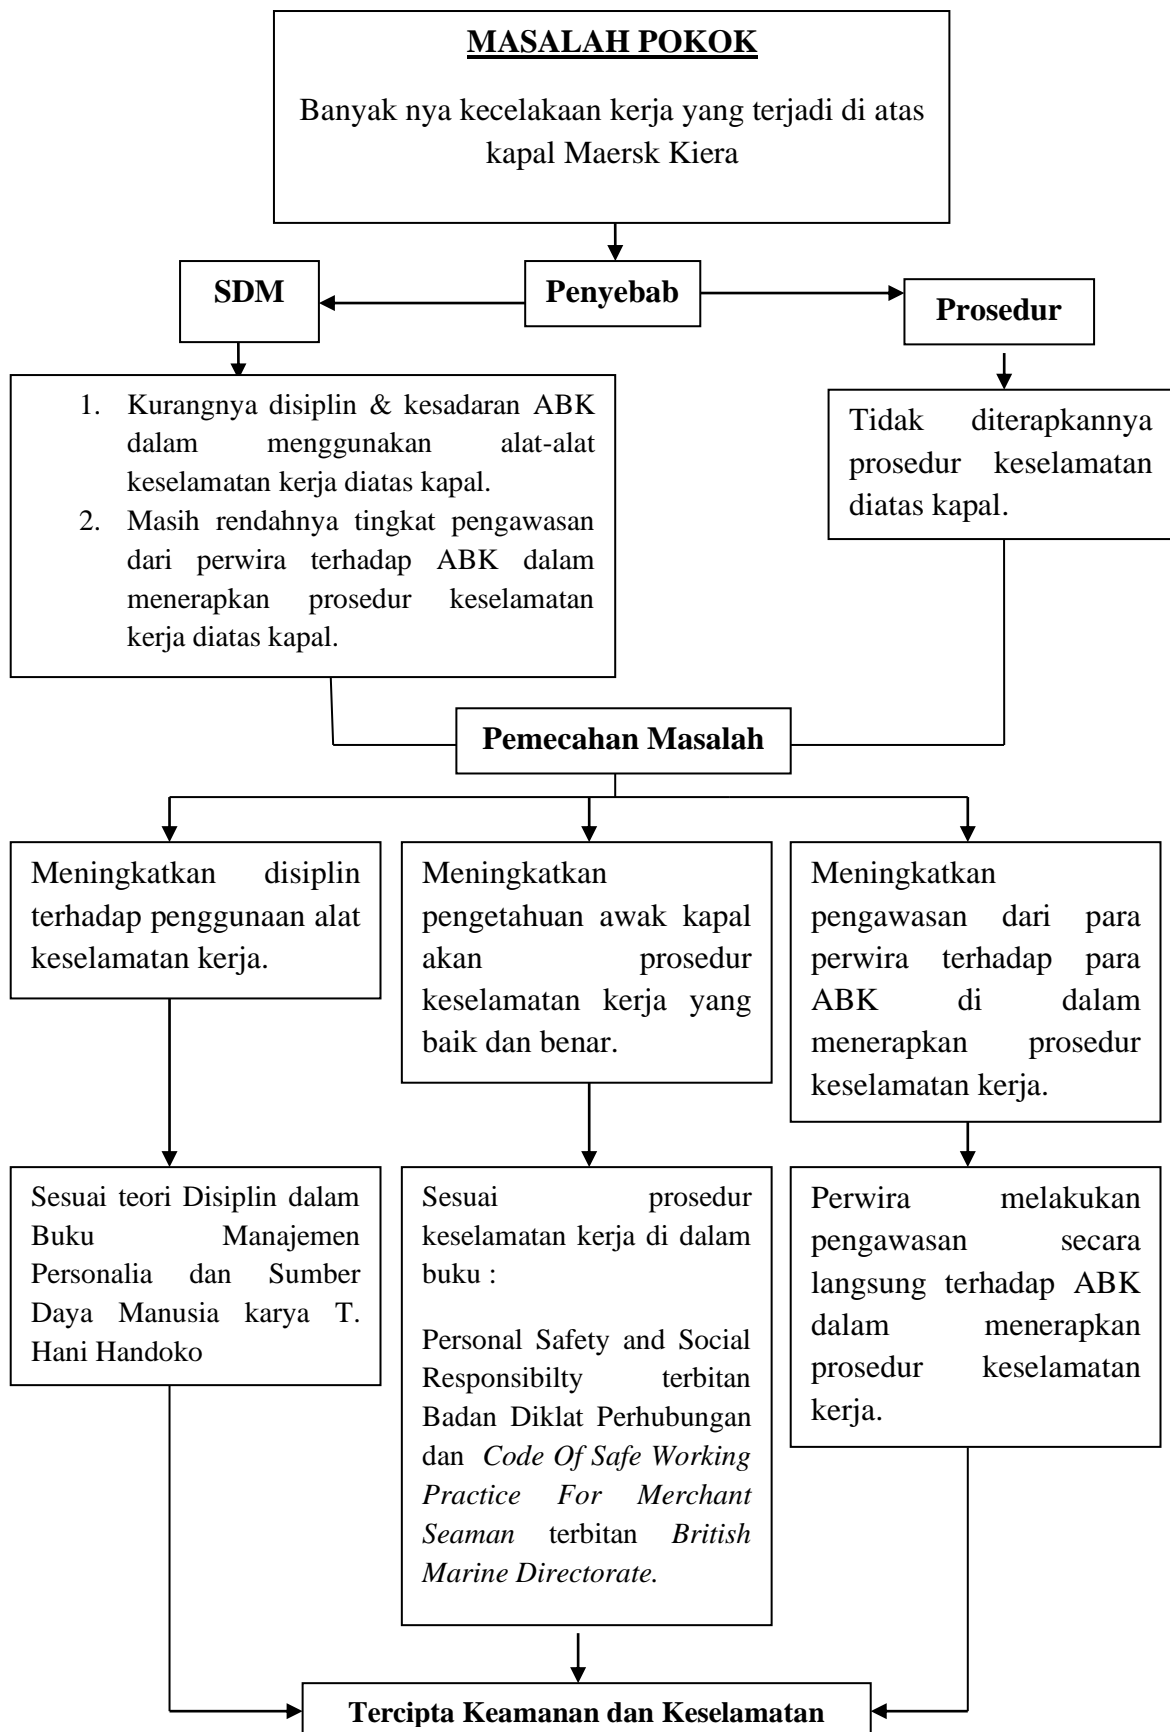 MASALAH POKOK
Banyak nya kecelakaan kerja yang terjadi di atas
kapal Maersk Kiera
SDM
Penyebab
Prosedur
1. Kurangnya disiplin & kesadaran ABK
dalam menggunakan alat-alat
keselamatan kerja diatas kapal.
2. Masih rendahnya tingkat pengawasan
dari perwira terhadap ABK dalam
menerapkan prosedur keselamatan
kerja diatas kapal.
Tidak diterapkannya
prosedur keselamatan
diatas kapal.
Pemecahan Masalah
Meningkatkan disiplin
terhadap penggunaan alat
keselamatan kerja.
Meningkatkan
pengetahuan awak kapal
akan prosedur
keselamatan kerja yang
baik dan benar.
Meningkatkan
pengawasan dari para
perwira terhadap para
ABK di dalam
menerapkan prosedur
keselamatan kerja.
Sesuai teori Disiplin dalam
Buku Manajemen
Personalia dan Sumber
Daya Manusia karya T.
Hani Handoko
Sesuai prosedur
keselamatan kerja di dalam
buku :
Personal Safety and Social
Responsibilty terbitan
Badan Diklat Perhubungan
dan Code Of Safe Working
Practice For Merchant
Seaman terbitan British
Marine Directorate.
Perwira melakukan
pengawasan secara
langsung terhadap ABK
dalam menerapkan
prosedur keselamatan
kerja.
Tercipta Keamanan dan Keselamatan